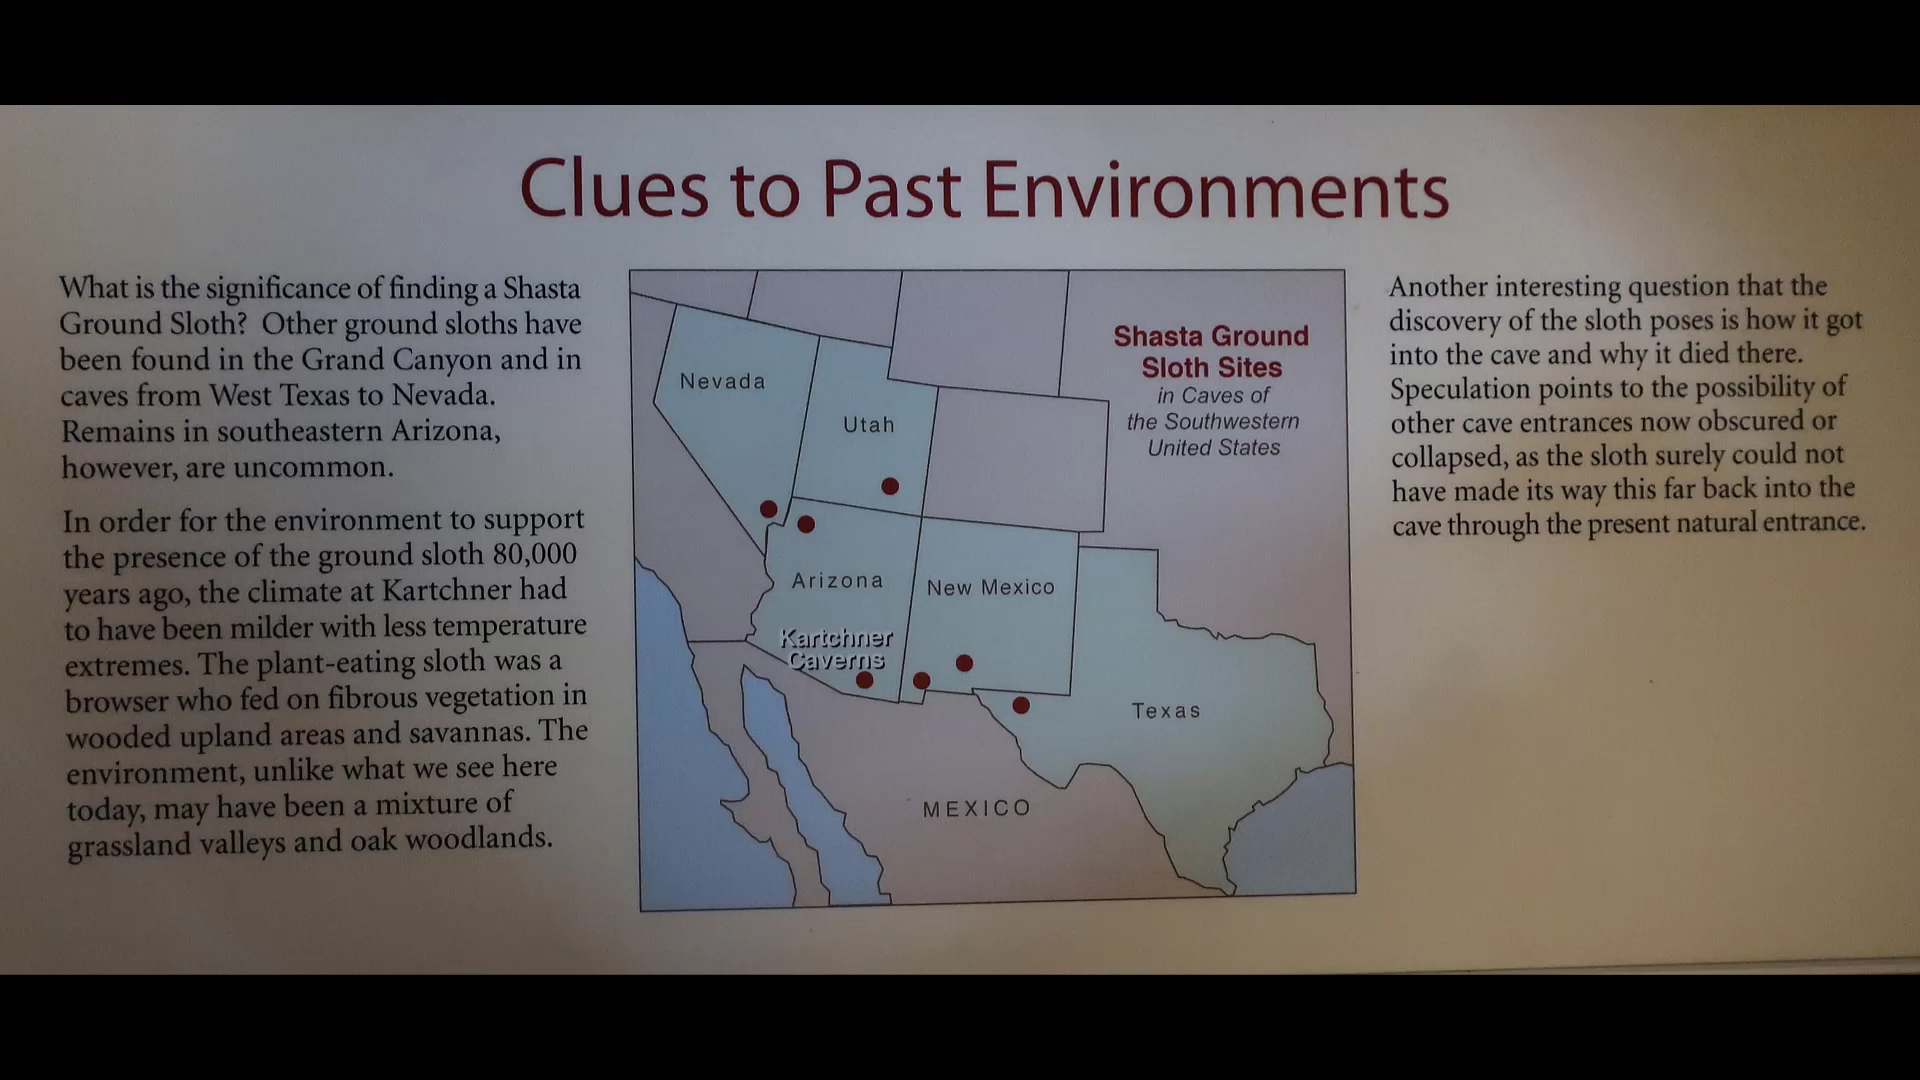 Clues to Past Environments
What is the significance of finding a Shasta
Ground Sloth? Other ground sloths have
been found in the Grand Canyon and in
caves from West Texas to Nevada.
Remains in southeastern Arizona,
however, are uncommon.
In order for the environment to support
the presence of the ground sloth 80,000
years ago, the climate at Kartchner had
to have been milder with less temperature
extremes. The plant-eating sloth was a
browser who fed on fibrous vegetation in
wooded upland areas and savannas. The
environment, unlike what we see here
today, may have been a mixture of
grassland valleys and oak woodlands.
Shasta Ground
Sloth Sites
in Caves of
the Southwestern
United States
Nevada
Utah
Arizona
New Mexico
Kartchner
Caverns
Texas
MEXICO
Another interesting question that the
discovery of the sloth poses is how it got
into the cave and why it died there.
Speculation points to the possibility of
other cave entrances now obscured or
collapsed, as the sloth surely could not
have made its way this far back into the
cave through the present natural entrance.